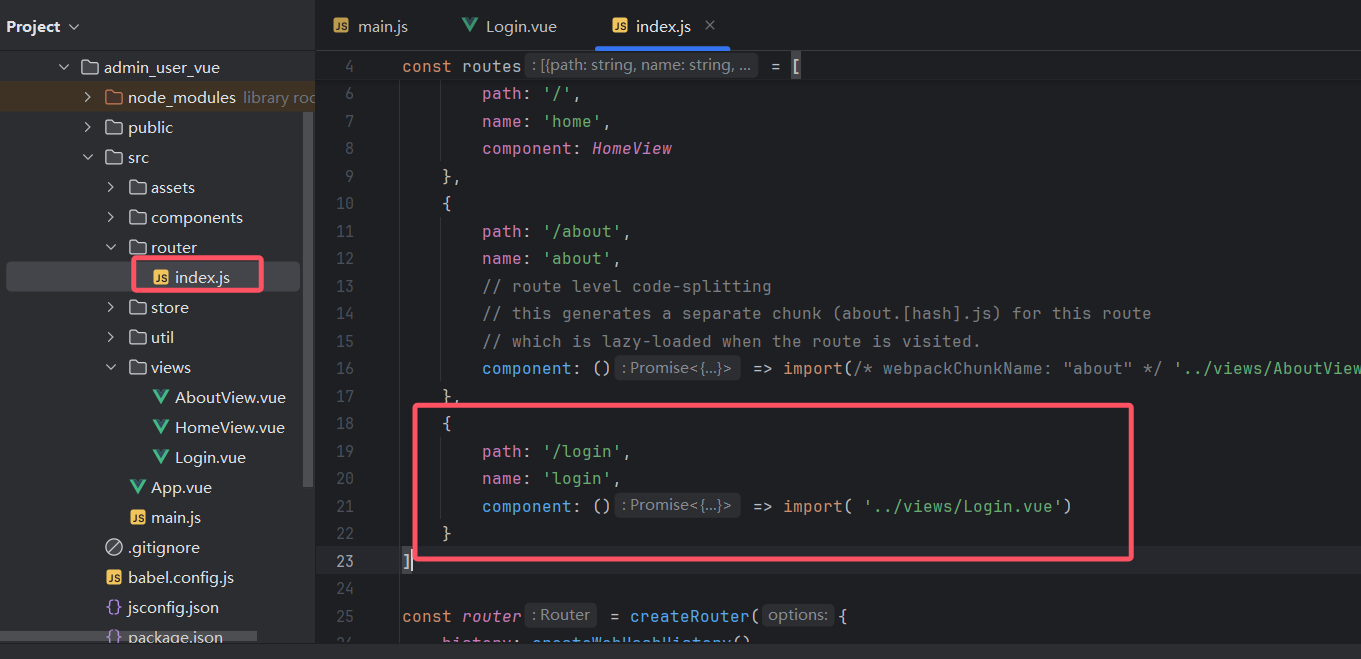 Project
admin_user_vue
node_modules library roo
public
src
assets
components
router
index.js
store
util
views
AboutView.vue
HomeView.vue
Login.vue
App.vue
main.js
.gitignore
babel.config.js
jsconfig.json
package.json
main.js Login.vue index.js
4 const routes : [{path: string, name: string, ... = [
6 path: '/',
7 name: 'home',
8 component: HomeView
9 },
10 {
11 path: '/about',
12 name: 'about',
13 // route level code-splitting
14 // this generates a separate chunk (about.[hash].js) for this route
15 // which is lazy-loaded when the route is visited.
16 component: () : Promise<{...}> => import(/* webpackChunkName: "about" */ '../views/AboutView
17 },
18 {
19 path: '/login',
20 name: 'login',
21 component: () : Promise<{...}> => import( '../views/Login.vue')
22 }
23 ]
24
25 const router : Router = createRouter( options: {
26 history: createWebHashHistory()